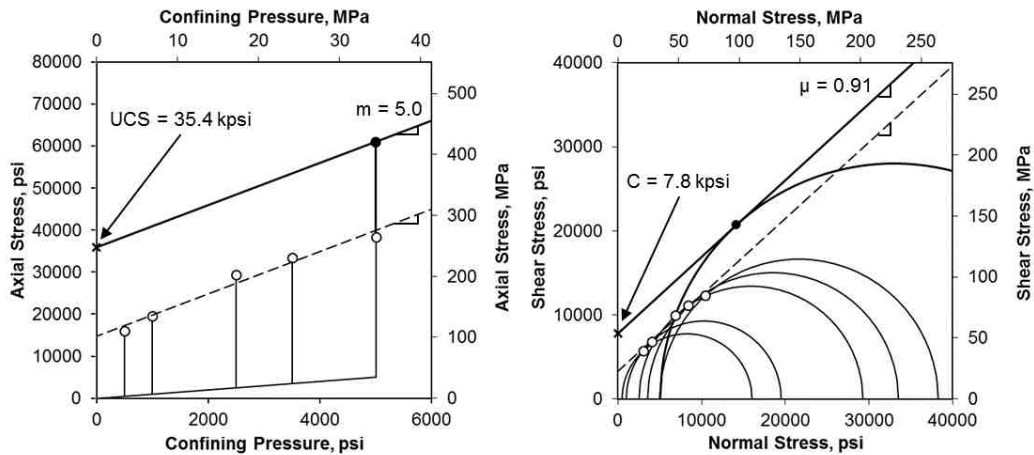 Confining Pressure, MPa
0 10 20 30 40
80000
70000
60000
50000
40000
30000
20000
10000
0
Axial Stress, psi
UCS = 35.4 kpsi
m = 5.0
500
400
300
200
100
0
Axial Stress, MPa
0 2000 4000 6000
Confining Pressure, psi
Normal Stress, MPa
0 50 100 150 200 250
40000
35000
30000
25000
20000
15000
10000
5000
0
Shear Stress, psi
μ = 0.91
C = 7.8 kpsi
250
200
150
100
50
0
Shear Stress, MPa
0 10000 20000 30000 40000
Normal Stress, psi